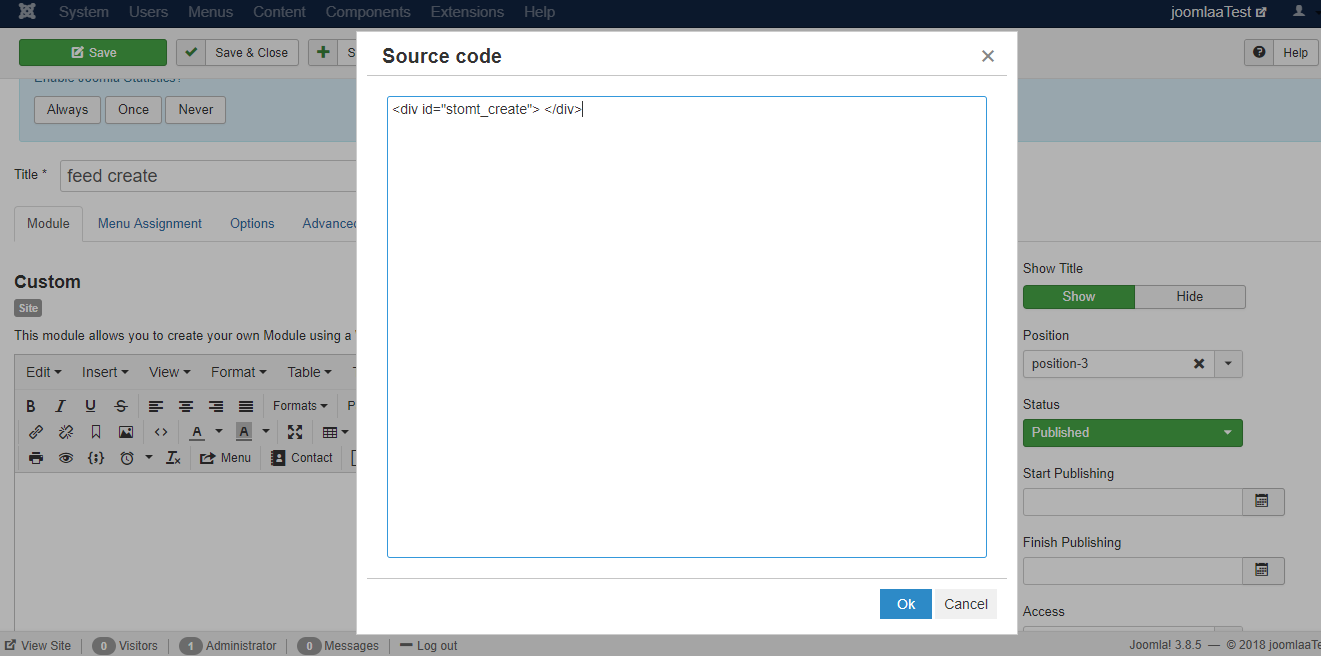 System Users Menus Content Components Extensions Help joomlaaTest
Save Save & Close S Help
Source code
Enable Joomla Statistics?
Always Once Never
<div id="stomt_create"> </div>
Title * feed create
Module Menu Assignment Options Advanced
Custom
Site
This module allows you to create your own Module using a
Edit Insert View Format Table
B I U S Formats P
A A
Menu Contact
Show Title
Show Hide
Position
position-3
Status
Published
Start Publishing
Finish Publishing
Access
Ok Cancel
View Site 0 Visitors 1 Administrator 0 Messages Log out Joomla! 3.8.5 — © 2018 joomlaaTe